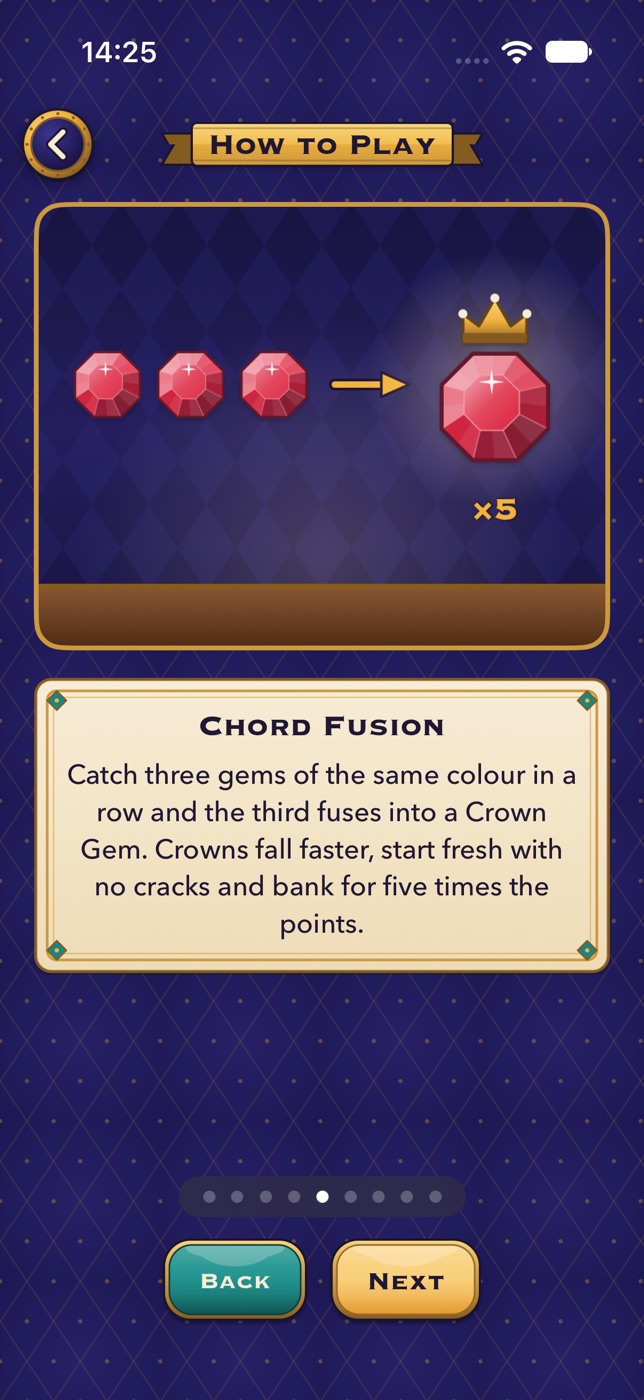 14:25
How to Play
×5
Chord Fusion
Catch three gems of the same colour in a
row and the third fuses into a Crown
Gem. Crowns fall faster, start fresh with
no cracks and bank for five times the
points.
Back
Next